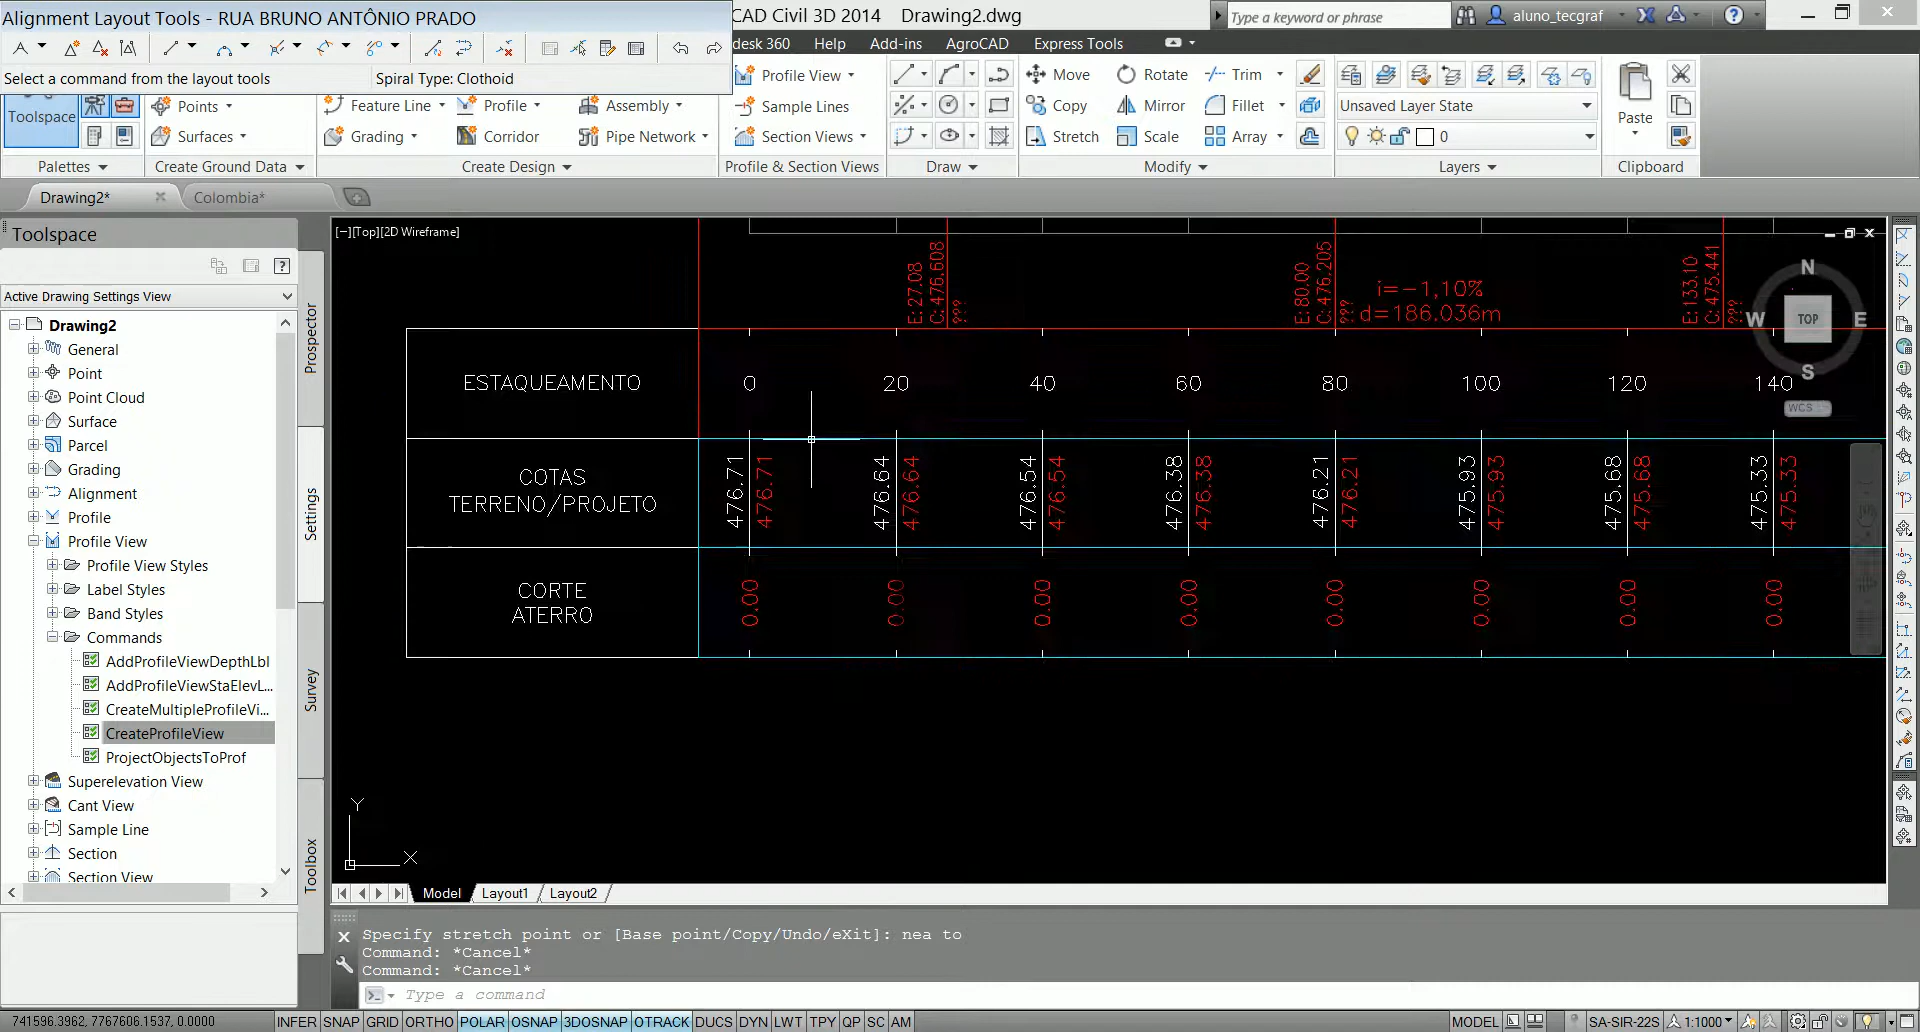 Alignment Layout Tools - RUA BRUNO ANTÔNIO PRADO
CAD Civil 3D 2014 Drawing2.dwg
Type a keyword or phrase
aluno_tecgraf
Select a command from the layout tools
Spiral Type: Clothoid
desk 360 Help Add-ins AgroCAD Express Tools
Toolspace
Points
Surfaces
Feature Line
Grading
Profile
Corridor
Assembly
Pipe Network
Profile View
Sample Lines
Section Views
Move
Copy
Stretch
Rotate
Mirror
Scale
Trim
Fillet
Array
Unsaved Layer State
0
Paste
Palettes
Create Ground Data
Create Design
Profile & Section Views
Draw
Modify
Layers
Clipboard
Drawing2*
Colombia*
Toolspace
Active Drawing Settings View
Drawing2
General
Point
Point Cloud
Surface
Parcel
Grading
Alignment
Profile
Profile View
Profile View Styles
Label Styles
Band Styles
Commands
AddProfileViewDepthLbl
AddProfileViewStaElevL...
CreateMultipleProfileVi...
CreateProfileView
ProjectObjectsToProf
Superelevation View
Cant View
Sample Line
Section
Section View
Prospector
Settings
Survey
Toolbox
[−][Top][2D Wireframe]
E: 27.08
C: 476.608
???
E: 80.00
C: 476.205
???
i=−1,10%
d=186.036m
E: 133.10
C: 475.441
???
N
W TOP E
S
WCS
ESTAQUEAMENTO 0 20 40 60 80 100 120 140
COTAS
TERRENO/PROJETO
476.71 476.71 476.64 476.64 476.54 476.54 476.38 476.38 476.21 476.21 475.93 475.93 475.68 475.68 475.33 475.33
CORTE
ATERRO
0.00 0.00 0.00 0.00 0.00 0.00 0.00 0.00
Y
X
Model Layout1 Layout2
Specify stretch point or [Base point/Copy/Undo/eXit]: nea to
Command: *Cancel*
Command: *Cancel*
Type a command
741596.3962, 7767606.1537, 0.0000
INFER SNAP GRID ORTHO POLAR OSNAP 3DOSNAP OTRACK DUCS DYN LWT TPY QP SC AM
MODEL
SA-SIR-22S
1:1000